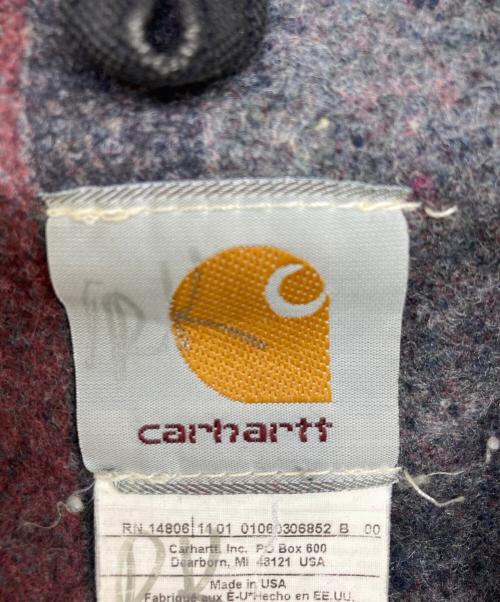 carhartt
RN 14806 11 01 01060306852 B 00
Carhartt, Inc. PO Box 600
Dearborn, MI 48121 USA
Made in USA
Fabriqué aux É-U*Hecho en EE.UU.